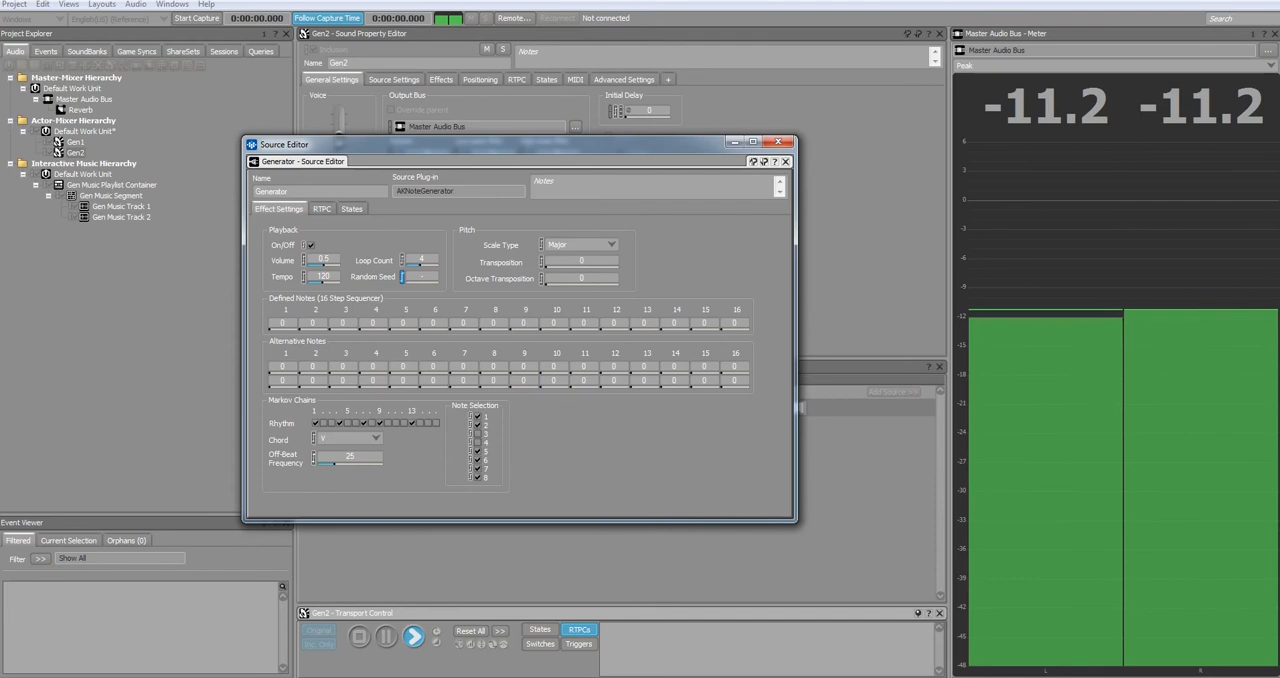 Project Edit Views Layouts Audio Windows Help
Windows English(US) (Reference) Start Capture 0:00:00.000 Follow Capture Time 0:00:00.000 M S Remote... Reconnect Not connected Search
Project Explorer 1 ? ×
Audio Events SoundBanks Game Syncs ShareSets Sessions Queries
Master-Mixer Hierarchy
Default Work Unit
Master Audio Bus
Reverb
Actor-Mixer Hierarchy
Default Work Unit*
Gen1
Gen2
Interactive Music Hierarchy
Default Work Unit
Gen Music Playlist Container
Gen Music Segment
Gen Music Track 1
Gen Music Track 2
Gen2 - Sound Property Editor
Inclusion M S Notes
Name Gen2
General Settings Source Settings Effects Positioning RTPC States MIDI Advanced Settings +
Voice Output Bus Initial Delay
Override parent 0
Master Audio Bus ...
Source Editor
Generator - Source Editor
Name Source Plug-in Notes
Generator AKNoteGenerator
Effect Settings RTPC States
Playback Pitch
On/Off Scale Type Major
Volume 0.5 Loop Count 4 Transposition 0
Tempo 120 Random Seed - Octave Transposition 0
Defined Notes (16 Step Sequencer)
1 2 3 4 5 6 7 8 9 10 11 12 13 14 15 16
0 0 0 0 0 0 0 0 0 0 0 0 0 0 0 0
Alternative Notes
1 2 3 4 5 6 7 8 9 10 11 12 13 14 15 16
0 0 0 0 0 0 0 0 0 0 0 0 0 0 0 0
0 0 0 0 0 0 0 0 0 0 0 0 0 0 0 0
Markov Chains
1 . . . 5 . . . 9 . . . 13 . . .
Rhythm
Chord V
Off-Beat Frequency 25
Note Selection
1
2
3
4
5
6
7
8
Add Source >>
Event Viewer
Filtered Current Selection Orphans (0)
Filter >> Show All
Gen2 - Transport Control
Original
Inc. Only
Reset All >>
States RTPCs
Switches Triggers
Master Audio Bus - Meter 1 ? ×
Master Audio Bus ...
Peak
-11.2 -11.2
6
3
0
-3
-6
-9
-12
-15
-18
-21
-24
-27
-30
-33
-36
-39
-42
-45
-48
L R